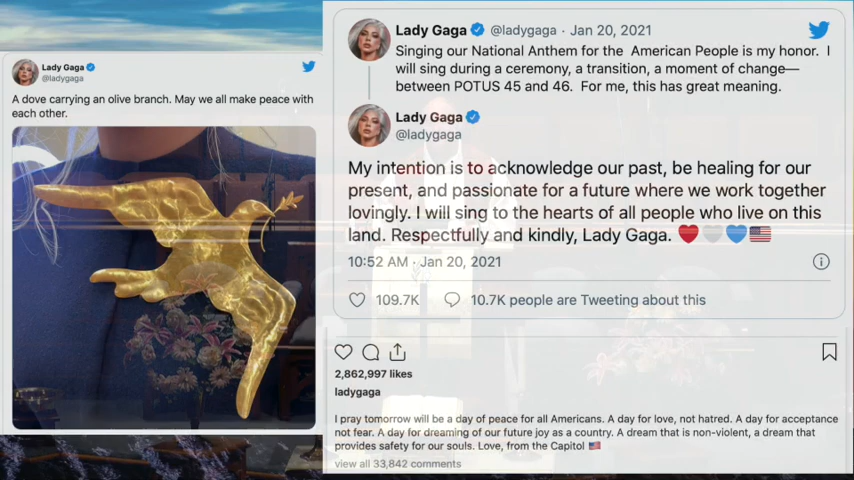 Lady Gaga
@ladygaga
A dove carrying an olive branch. May we all make peace with
each other.
Lady Gaga @ladygaga · Jan 20, 2021
Singing our National Anthem for the American People is my honor. I
will sing during a ceremony, a transition, a moment of change—
between POTUS 45 and 46. For me, this has great meaning.
Lady Gaga
@ladygaga
My intention is to acknowledge our past, be healing for our
present, and passionate for a future where we work together
lovingly. I will sing to the hearts of all people who live on this
land. Respectfully and kindly, Lady Gaga. ❤️🤍💙🇺🇸
10:52 AM · Jan 20, 2021
109.7K 10.7K people are Tweeting about this
2,862,997 likes
ladygaga
I pray tomorrow will be a day of peace for all Americans. A day for love, not hatred. A day for acceptance
not fear. A day for dreaming of our future joy as a country. A dream that is non-violent, a dream that
provides safety for our souls. Love, from the Capitol 🇺🇸
view all 33,842 comments